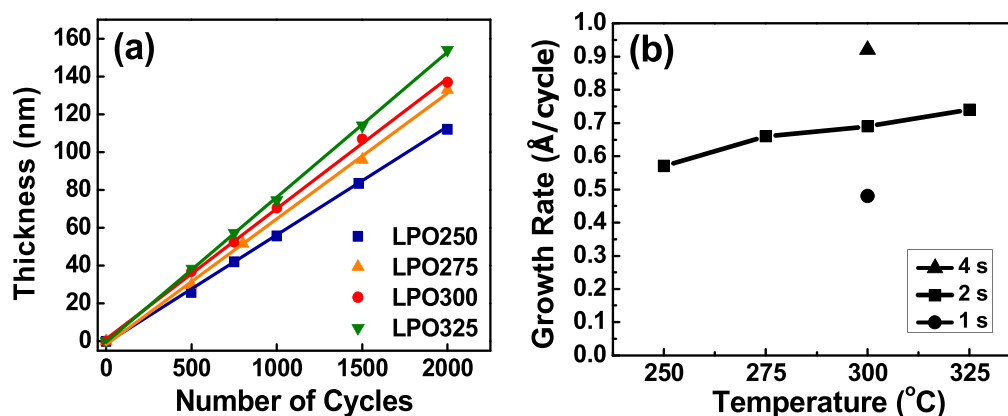 (a)
Thickness (nm)
160
140
120
100
80
60
40
20
0
0 500 1000 1500 2000
Number of Cycles
LPO250
LPO275
LPO300
LPO325
(b)
Growth Rate (Å/cycle)
1.0
0.9
0.8
0.7
0.6
0.5
0.4
0.3
0.2
0.1
0.0
250 275 300 325
Temperature (°C)
4 s
2 s
1 s